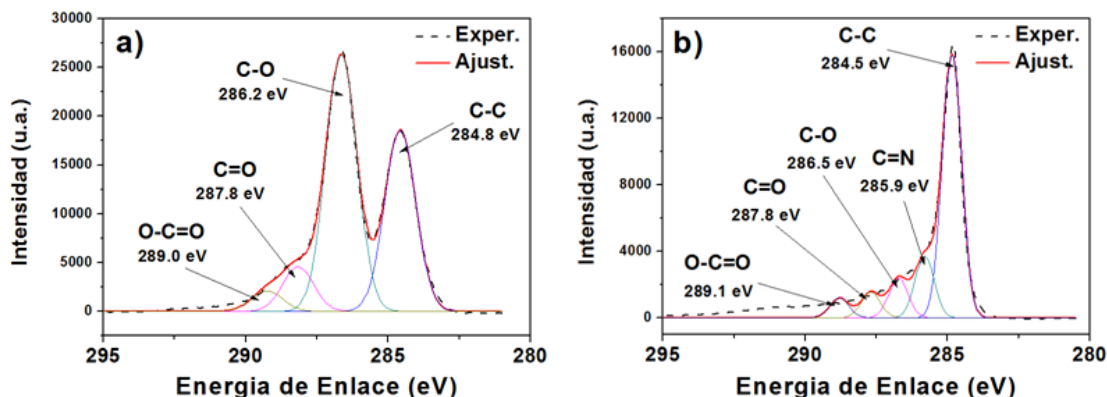 a)
Exper.
Ajust.
C-O
286.2 eV
C-C
284.8 eV
C=O
287.8 eV
O-C=O
289.0 eV
Intensidad (u.a.)
30000
25000
20000
15000
10000
5000
0
295 290 285 280
Energia de Enlace (eV)
b)
Exper.
Ajust.
C-C
284.5 eV
C-O
286.5 eV
C=N
285.9 eV
C=O
287.8 eV
O-C=O
289.1 eV
Intensidad (u.a.)
16000
12000
8000
4000
0
295 290 285 280
Energia de Enlace (eV)